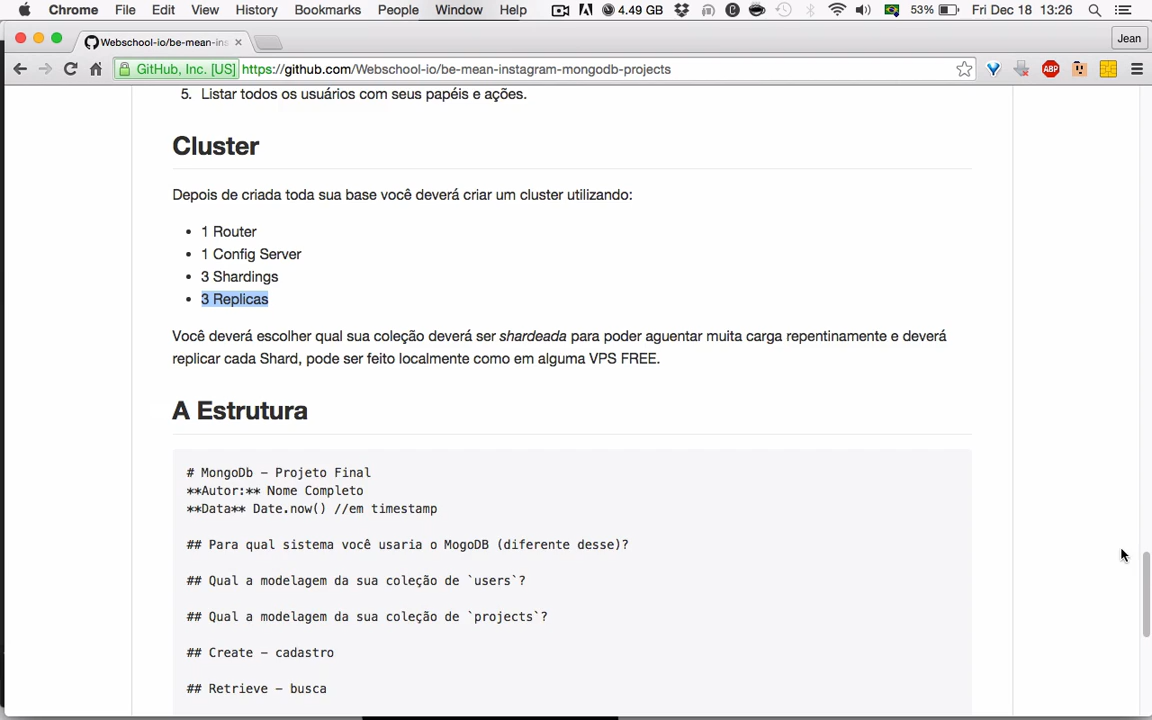 Chrome File Edit View History Bookmarks People Window Help 4.49 GB 53% Fri Dec 18 13:26
Webschool-io/be-mean-ins Jean
GitHub, Inc. [US] https://github.com/Webschool-io/be-mean-instagram-mongodb-projects ABP
5. Listar todos os usuários com seus papéis e ações.
Cluster
Depois de criada toda sua base você deverá criar um cluster utilizando:
• 1 Router
• 1 Config Server
• 3 Shardings
• 3 Replicas
Você deverá escolher qual sua coleção deverá ser shardeada para poder aguentar muita carga repentinamente e deverá
replicar cada Shard, pode ser feito localmente como em alguma VPS FREE.
A Estrutura
# MongoDb - Projeto Final
**Autor:** Nome Completo
**Data** Date.now() //em timestamp
## Para qual sistema você usaria o MogoDB (diferente desse)?
## Qual a modelagem da sua coleção de `users`?
## Qual a modelagem da sua coleção de `projects`?
## Create - cadastro
## Retrieve - busca